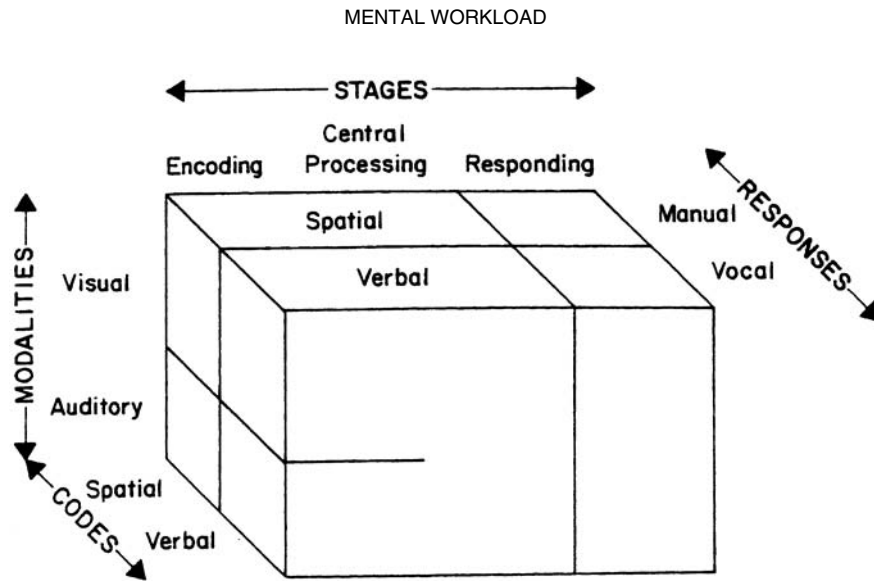 MENTAL WORKLOAD
STAGES
Central
Encoding Processing Responding
Spatial
Manual
Verbal
Vocal
RESPONSES
MODALITIES
Visual
Auditory
Spatial
Verbal
CODES